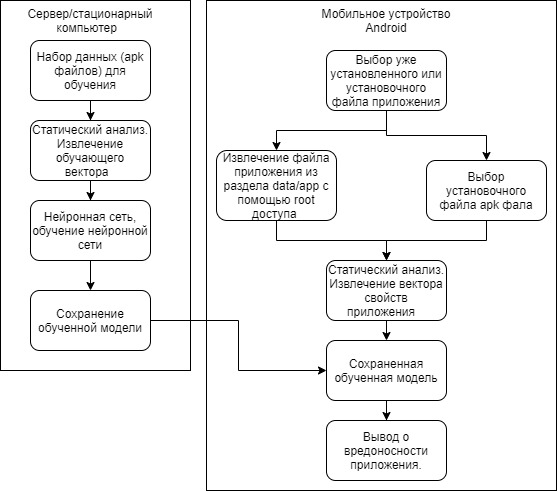 Сервер/стационарный
компьютер
Набор данных (apk
файлов) для
обучения
Статический анализ.
Извлечение
обучающего
вектора
Нейронная сеть,
обучение нейронной
сети
Сохранение
обученной модели
Мобильное устройство
Android
Выбор уже
установленного или
установочного
файла приложения
Извлечение файла
приложения из
раздела data/app с
помощью root
доступа
Выбор
установочного
файла apk фала
Статический анализ.
Извлечение вектора
свойств
приложения
Сохраненная
обученная модель
Вывод о
вредоносности
приложения.